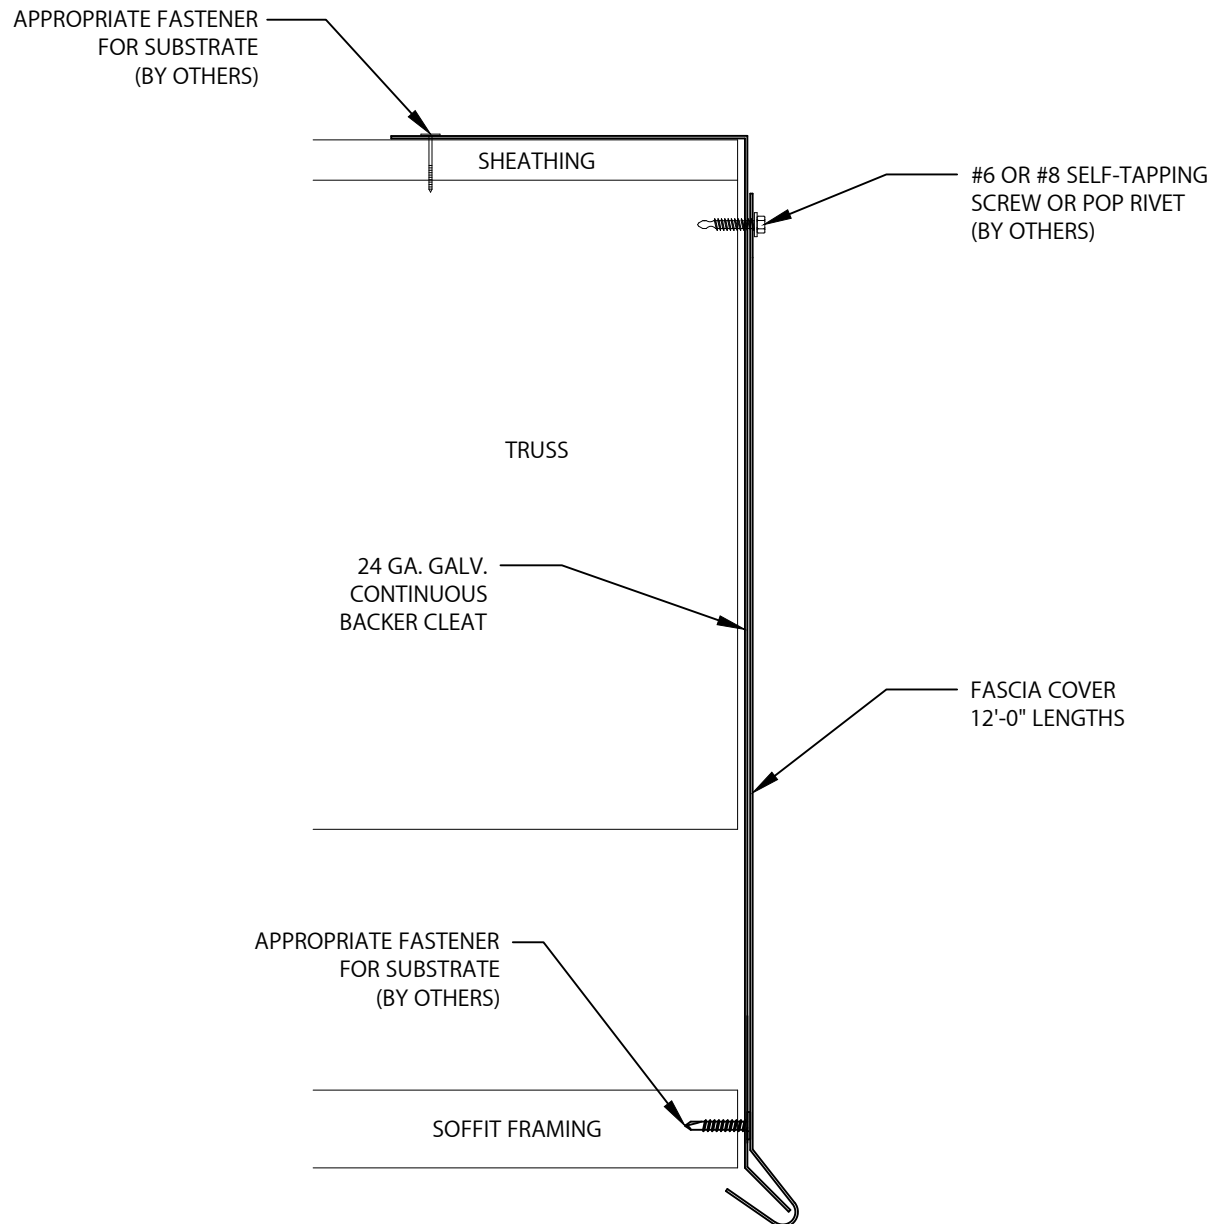 APPROPRIATE FASTENER
FOR SUBSTRATE
(BY OTHERS)
SHEATHING
#6 OR #8 SELF-TAPPING
SCREW OR POP RIVET
(BY OTHERS)
TRUSS
24 GA. GALV.
CONTINUOUS
BACKER CLEAT
FASCIA COVER
12'-0" LENGTHS
APPROPRIATE FASTENER
FOR SUBSTRATE
(BY OTHERS)
SOFFIT FRAMING